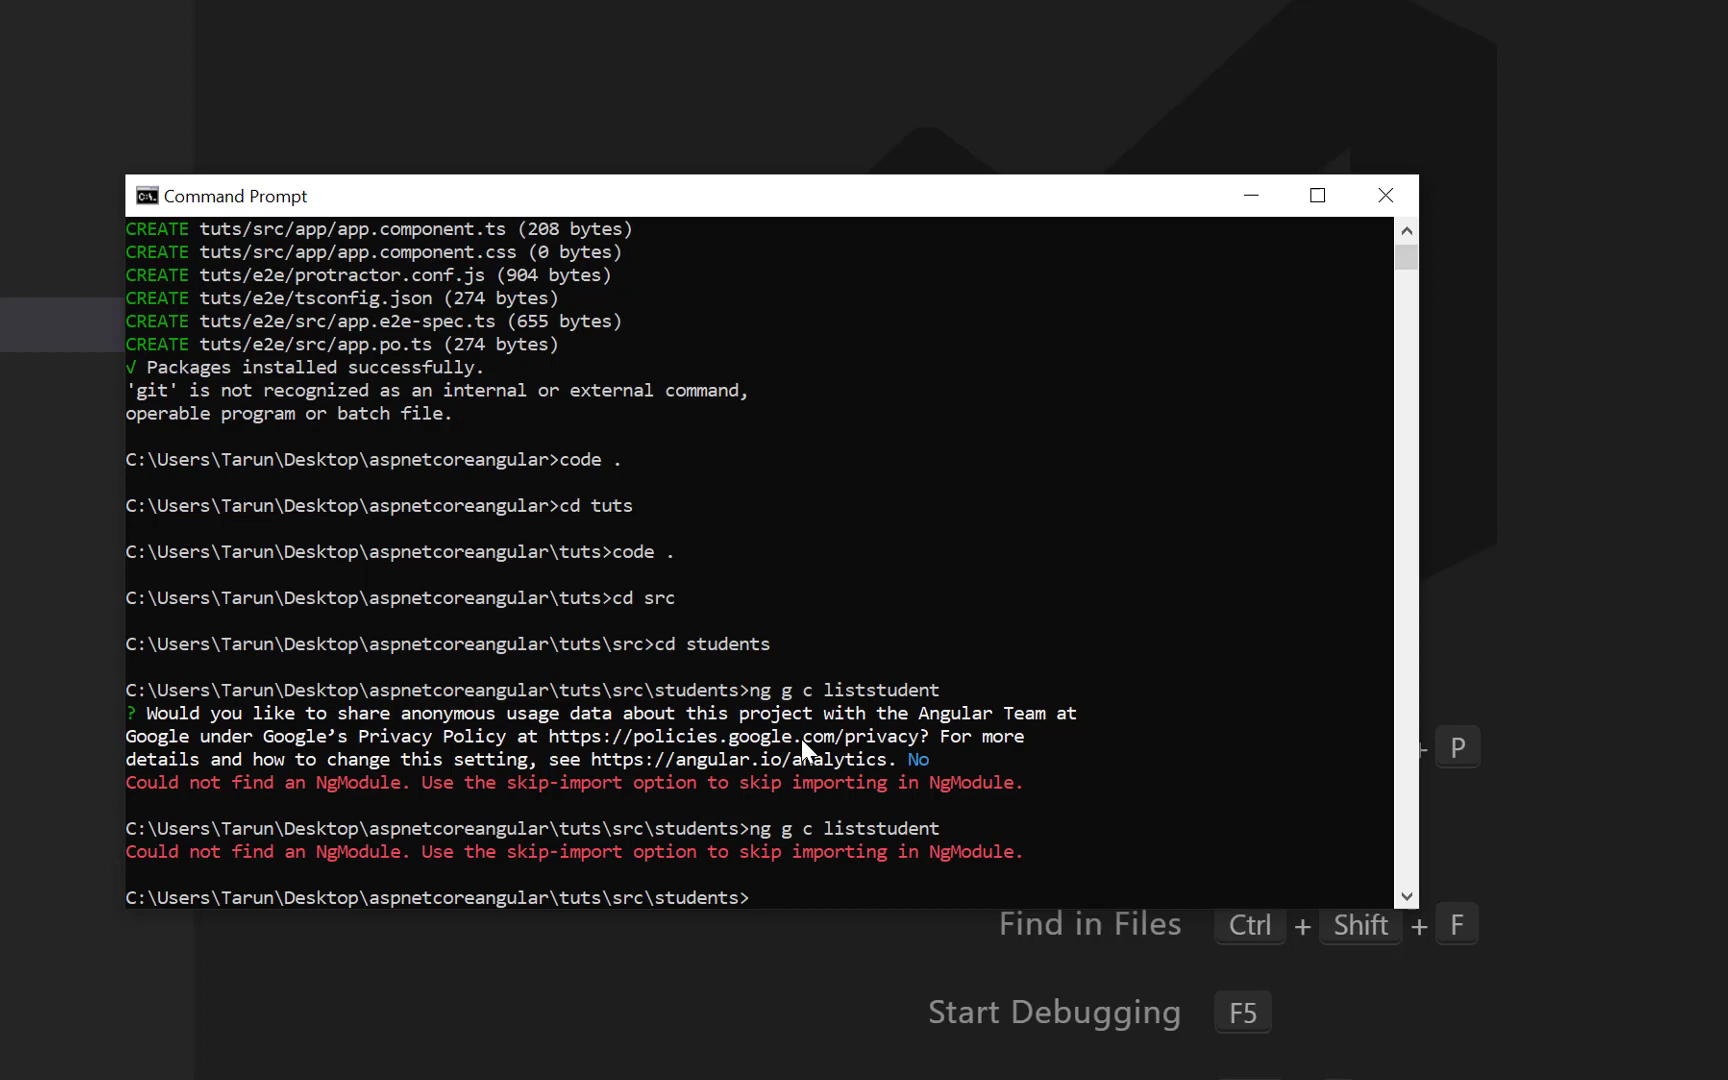 Command Prompt
CREATE tuts/src/app/app.component.ts (208 bytes)
CREATE tuts/src/app/app.component.css (0 bytes)
CREATE tuts/e2e/protractor.conf.js (904 bytes)
CREATE tuts/e2e/tsconfig.json (274 bytes)
CREATE tuts/e2e/src/app.e2e-spec.ts (655 bytes)
CREATE tuts/e2e/src/app.po.ts (274 bytes)
√ Packages installed successfully.
'git' is not recognized as an internal or external command,
operable program or batch file.
C:\Users\Tarun\Desktop\aspnetcoreangular>code .
C:\Users\Tarun\Desktop\aspnetcoreangular>cd tuts
C:\Users\Tarun\Desktop\aspnetcoreangular\tuts>code .
C:\Users\Tarun\Desktop\aspnetcoreangular\tuts>cd src
C:\Users\Tarun\Desktop\aspnetcoreangular\tuts\src>cd students
C:\Users\Tarun\Desktop\aspnetcoreangular\tuts\src\students>ng g c liststudent
? Would you like to share anonymous usage data about this project with the Angular Team at
Google under Google’s Privacy Policy at https://policies.google.com/privacy? For more
details and how to change this setting, see https://angular.io/analytics. No
Could not find an NgModule. Use the skip-import option to skip importing in NgModule.
C:\Users\Tarun\Desktop\aspnetcoreangular\tuts\src\students>ng g c liststudent
Could not find an NgModule. Use the skip-import option to skip importing in NgModule.
C:\Users\Tarun\Desktop\aspnetcoreangular\tuts\src\students>
+ P
Find in Files Ctrl + Shift + F
Start Debugging F5